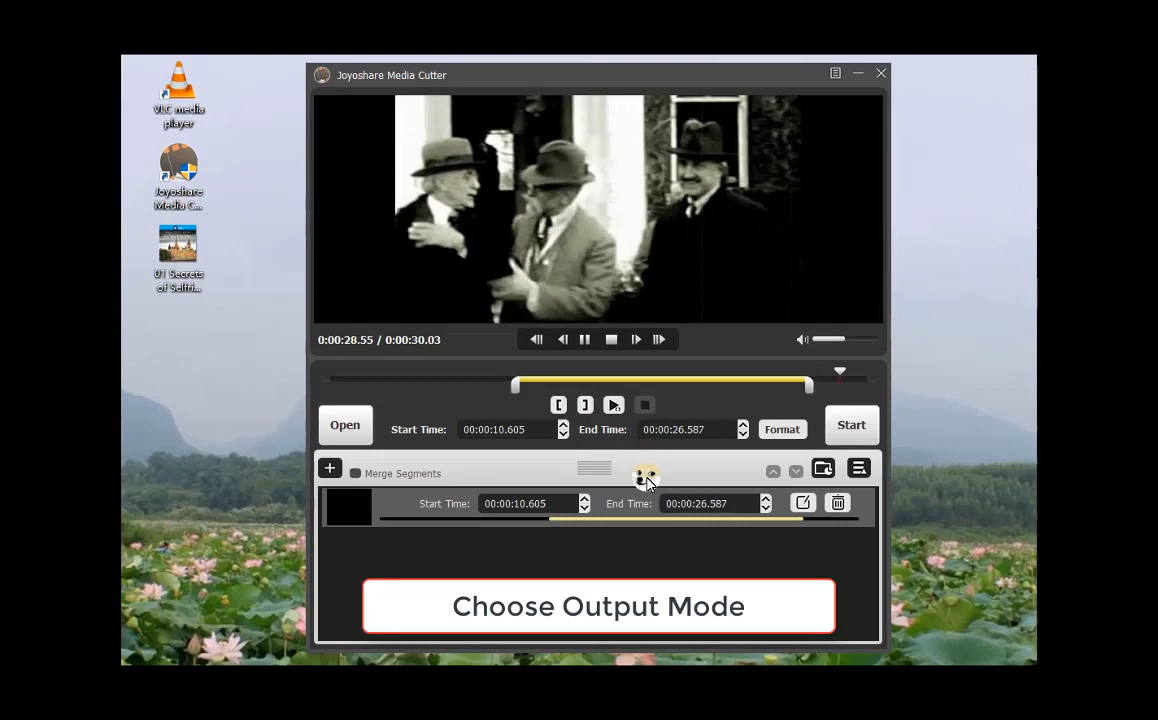 VLC media
player
Joyoshare
Media C...
01 Secrets
of Selfri...
Joyoshare Media Cutter
0:00:28.55 / 0:00:30.03
Open
Start Time: 00:00:10.605 End Time: 00:00:26.587 Format
Start
Merge Segments
Start Time: 00:00:10.605 End Time: 00:00:26.587
Choose Output Mode